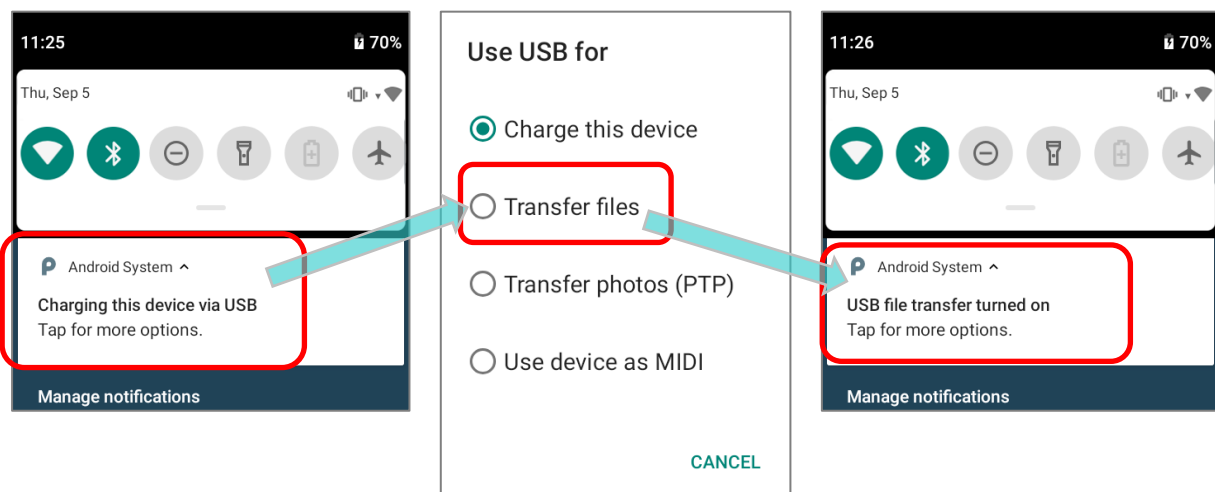 11:25
70%
Thu, Sep 5
Android System
Charging this device via USB
Tap for more options.
Manage notifications
Use USB for
Charge this device
Transfer files
Transfer photos (PTP)
Use device as MIDI
CANCEL
11:26
70%
Thu, Sep 5
Android System
USB file transfer turned on
Tap for more options.
Manage notifications